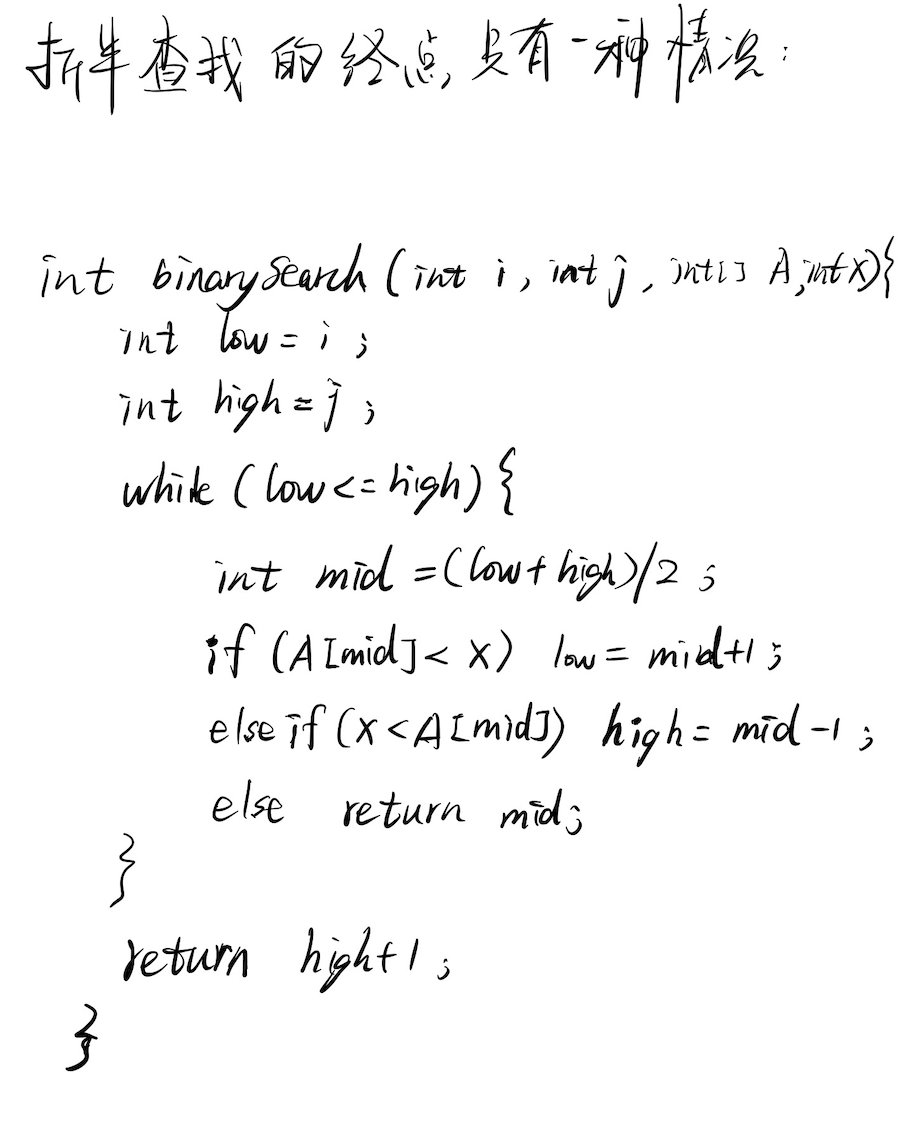 折半查找的终点,只有一种情况:
int binarySearch(int i, int j, int[] A,int X){
int low = i ;
int high = j ;
while (low<=high) {
int mid =(low+high)/2 ;
if (A[mid]< X) low = mid+1 ;
else if (X<A[mid]) high = mid-1 ;
else return mid;
}
return high+1 ;
}